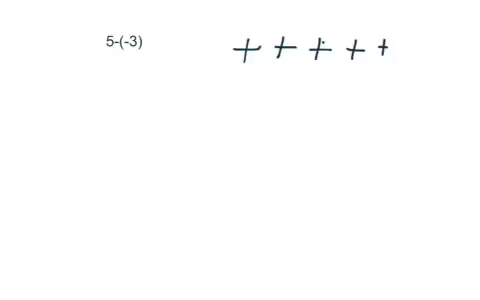 5-(-3) + + + + +